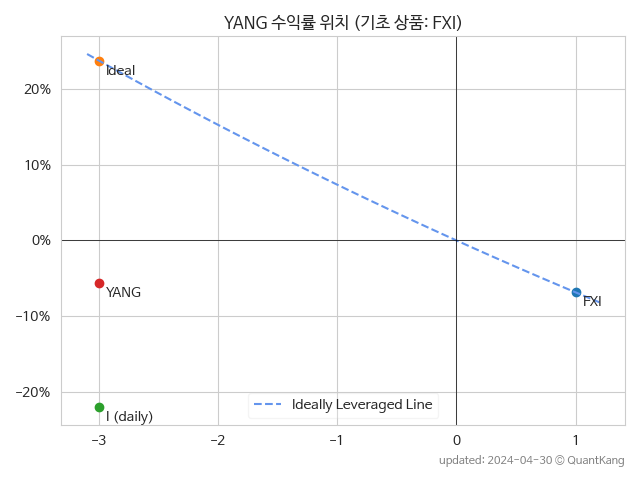 YANG 수익률 위치 (기초 상품: FXI)
20%
10%
0%
−10%
−20%
Ideal
YANG
FXI
I (daily)
Ideally Leveraged Line
−3
−2
−1
0
1
updated: 2024-04-30 © QuantKang